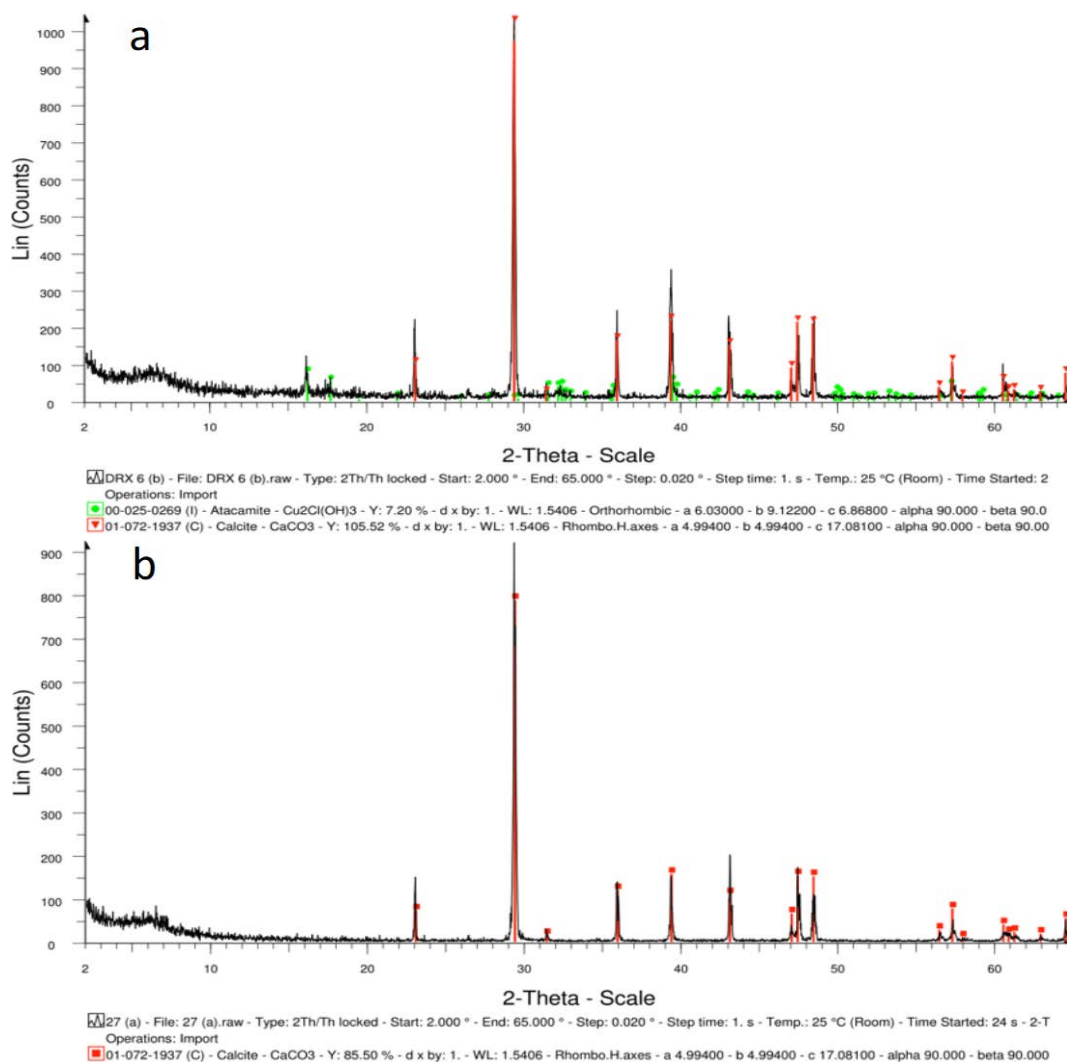 a
1000
900
800
700
600
500
400
300
200
100
0
Lin (Counts)
2 10 20 30 40 50 60
2-Theta - Scale
DRX 6 (b) - File: DRX 6 (b).raw - Type: 2Th/Th locked - Start: 2.000 ° - End: 65.000 ° - Step: 0.020 ° - Step time: 1. s - Temp.: 25 °C (Room) - Time Started: 2
Operations: Import
00-025-0269 (I) - Atacamite - Cu2Cl(OH)3 - Y: 7.20 % - d x by: 1. - WL: 1.5406 - Orthorhombic - a 6.03000 - b 9.12200 - c 6.86800 - alpha 90.000 - beta 90.0
01-072-1937 (C) - Calcite - CaCO3 - Y: 105.52 % - d x by: 1. - WL: 1.5406 - Rhombo.H.axes - a 4.99400 - b 4.99400 - c 17.08100 - alpha 90.000 - beta 90.00
b
900
800
700
600
500
400
300
200
100
0
Lin (Counts)
2 10 20 30 40 50 60
2-Theta - Scale
27 (a) - File: 27 (a).raw - Type: 2Th/Th locked - Start: 2.000 ° - End: 65.000 ° - Step: 0.020 ° - Step time: 1. s - Temp.: 25 °C (Room) - Time Started: 24 s - 2-T
Operations: Import
01-072-1937 (C) - Calcite - CaCO3 - Y: 85.50 % - d x by: 1. - WL: 1.5406 - Rhombo.H.axes - a 4.99400 - b 4.99400 - c 17.08100 - alpha 90.000 - beta 90.000